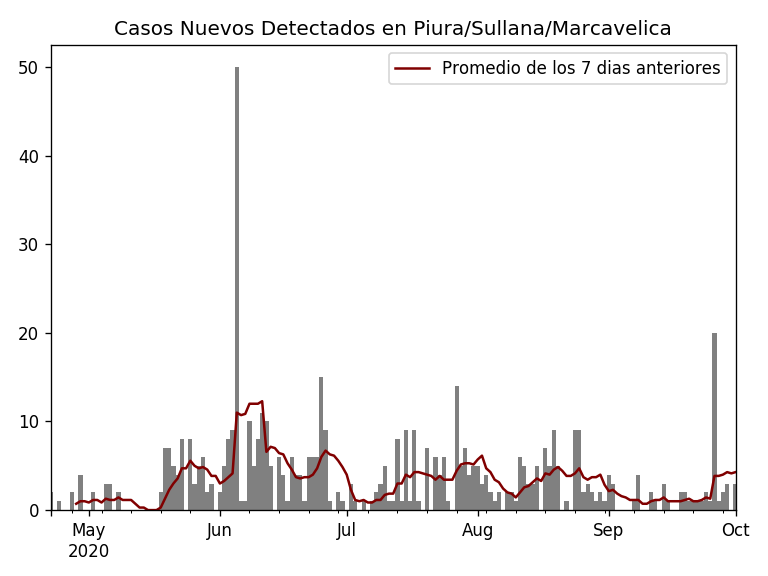 Casos Nuevos Detectados en Piura/Sullana/Marcavelica
Promedio de los 7 dias anteriores
50
40
30
20
10
0
May Jun Jul Aug Sep Oct
2020